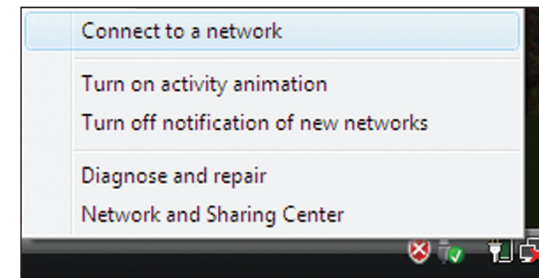 Connect to a network
Turn on activity animation
Turn off notification of new networks
Diagnose and repair
Network and Sharing Center